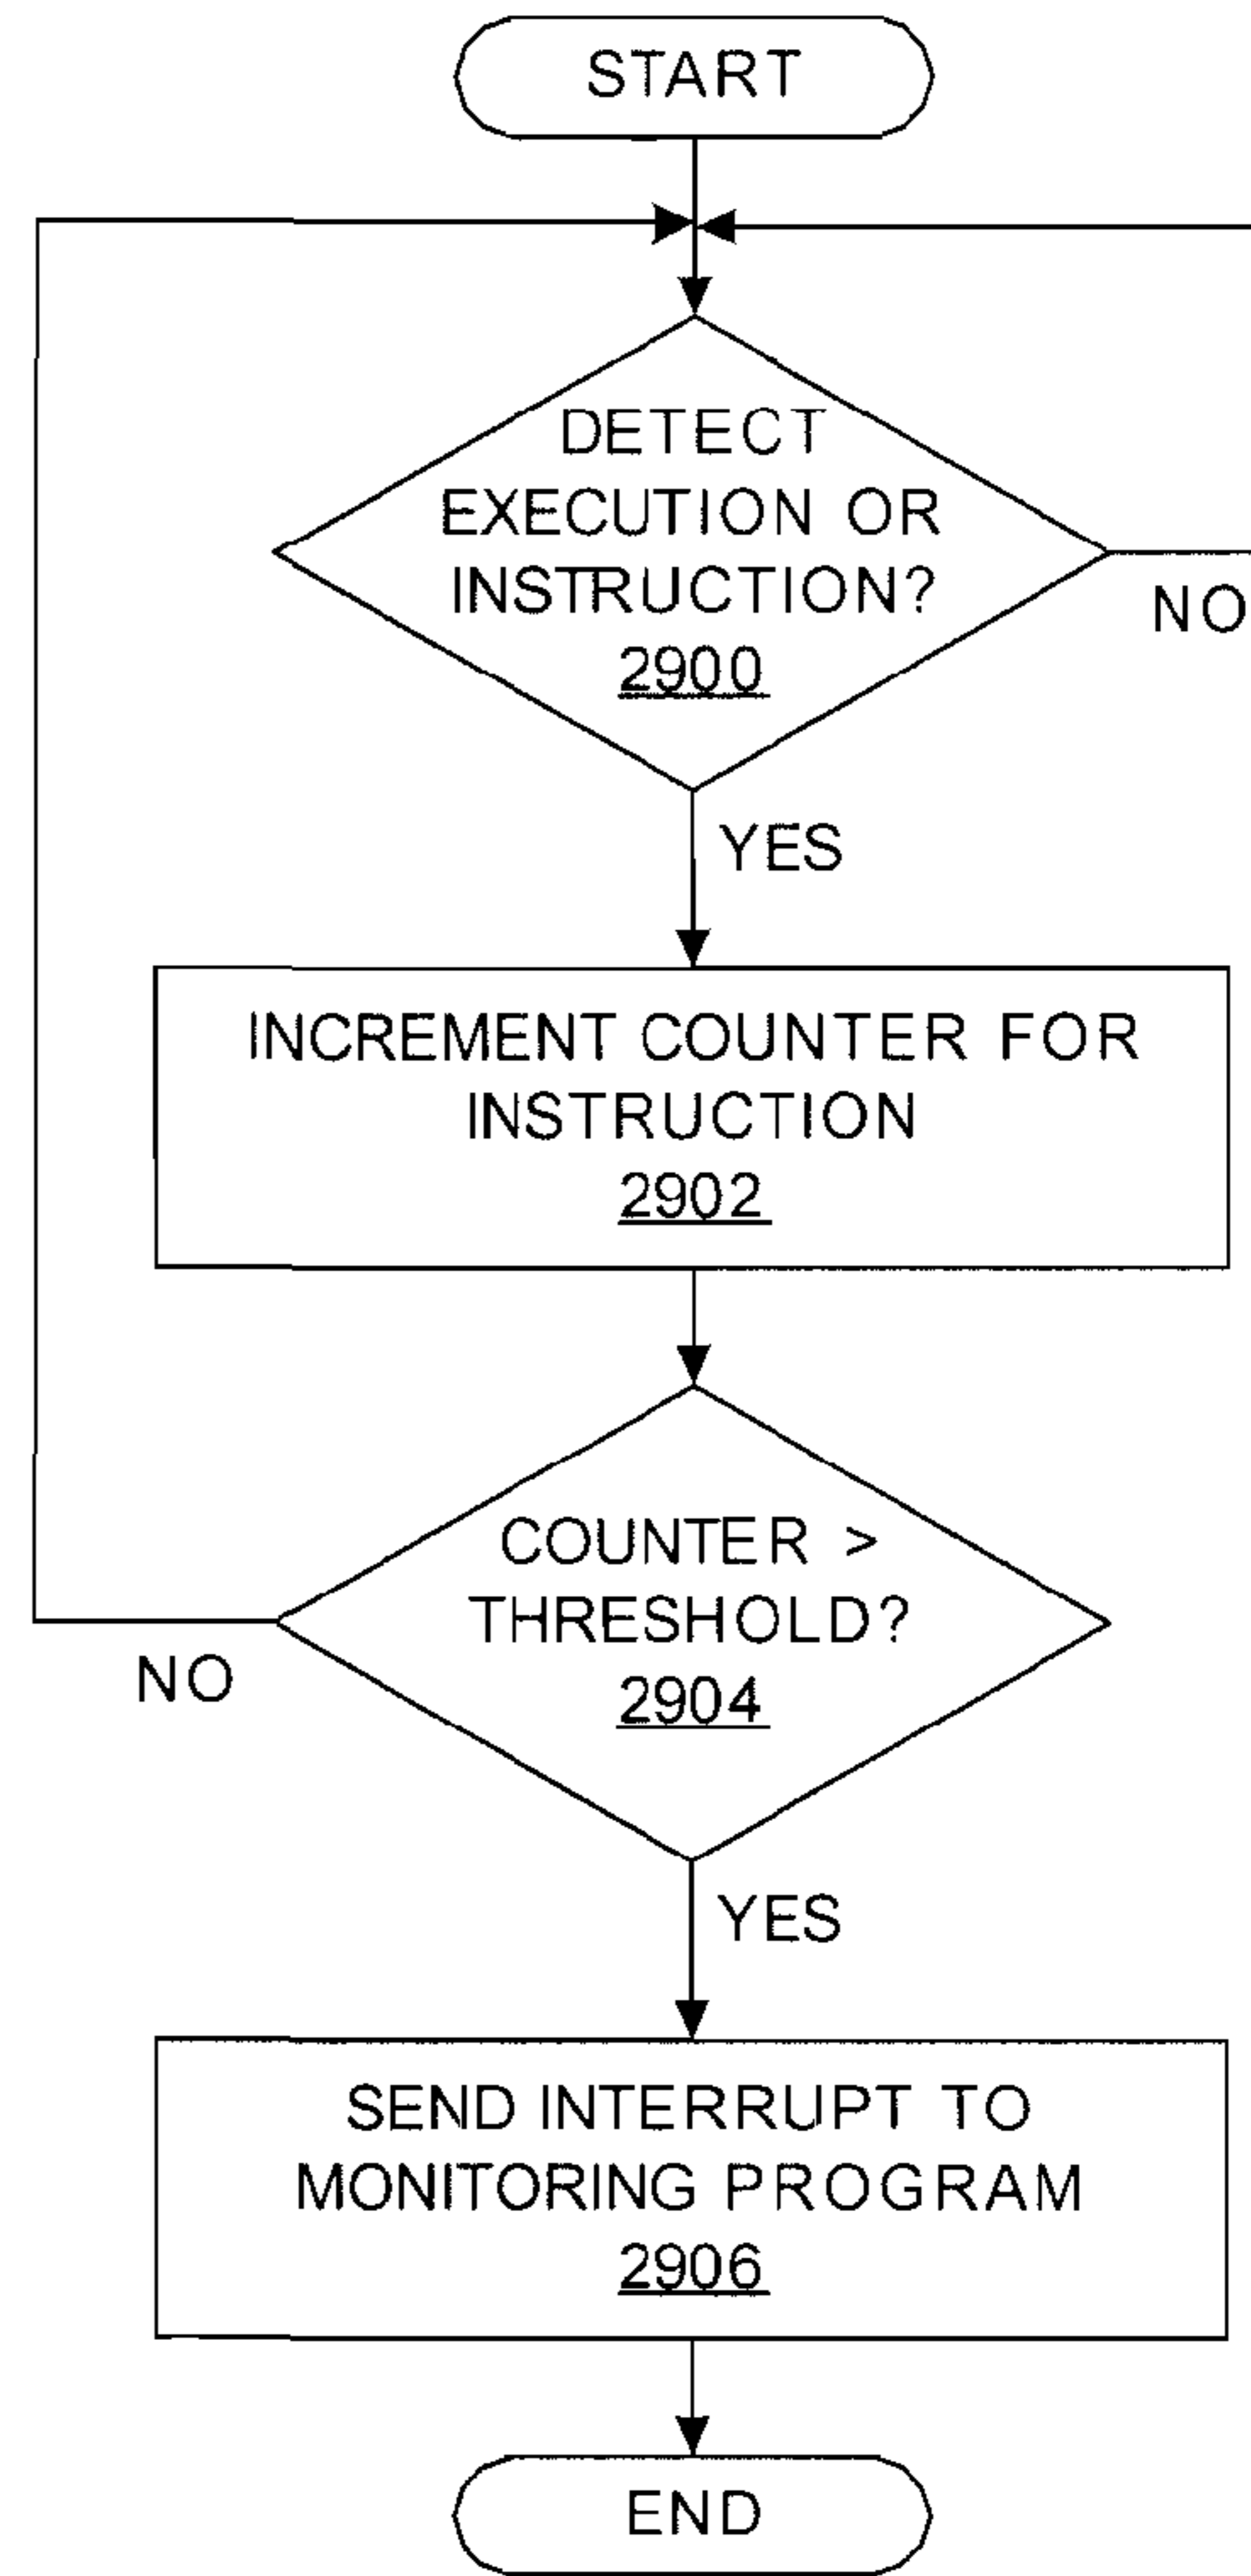 START
DETECT
EXECUTION OR
INSTRUCTION?
2900
NO
YES
INCREMENT COUNTER FOR
INSTRUCTION
2902
COUNTER >
THRESHOLD?
2904
NO
YES
SEND INTERRUPT TO
MONITORING PROGRAM
2906
END